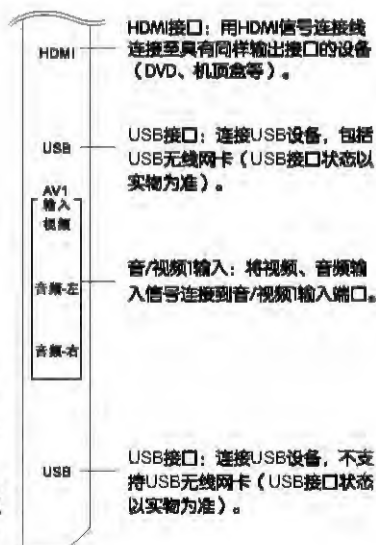 HDMI
HDMI接口：用HDMI信号连接线
连接至具有同样输出接口的设备
（DVD、机顶盒等）。
USB
USB接口：连接USB设备，包括
USB无线网卡（USB接口状态以
实物为准）。
AV1
输入
视频
音频-左
音频-右
音/视频1输入：将视频、音频输
入信号连接到音/视频1输入端口。
USB
USB接口：连接USB设备，不支
持USB无线网卡（USB接口状态
以实物为准）。